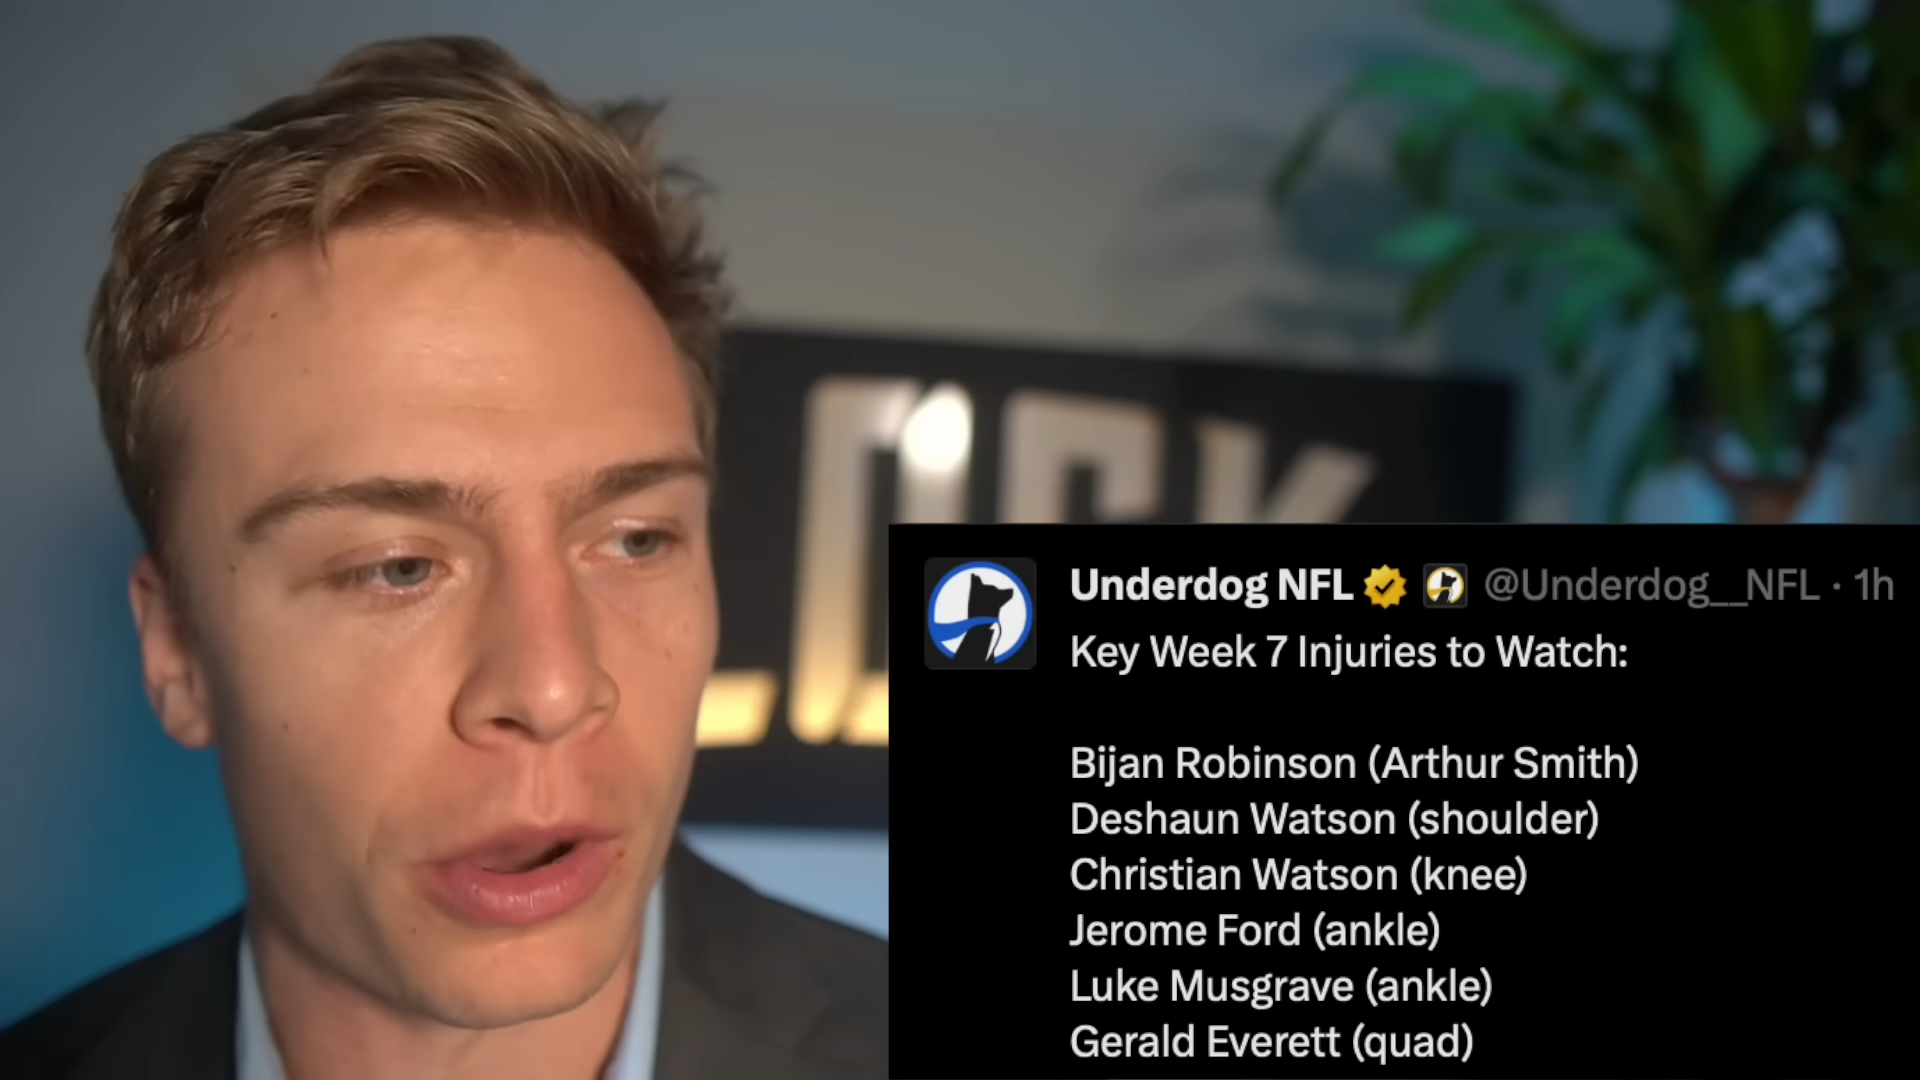 LOCK
Underdog NFL @Underdog__NFL · 1h
Key Week 7 Injuries to Watch:
Bijan Robinson (Arthur Smith)
Deshaun Watson (shoulder)
Christian Watson (knee)
Jerome Ford (ankle)
Luke Musgrave (ankle)
Gerald Everett (quad)